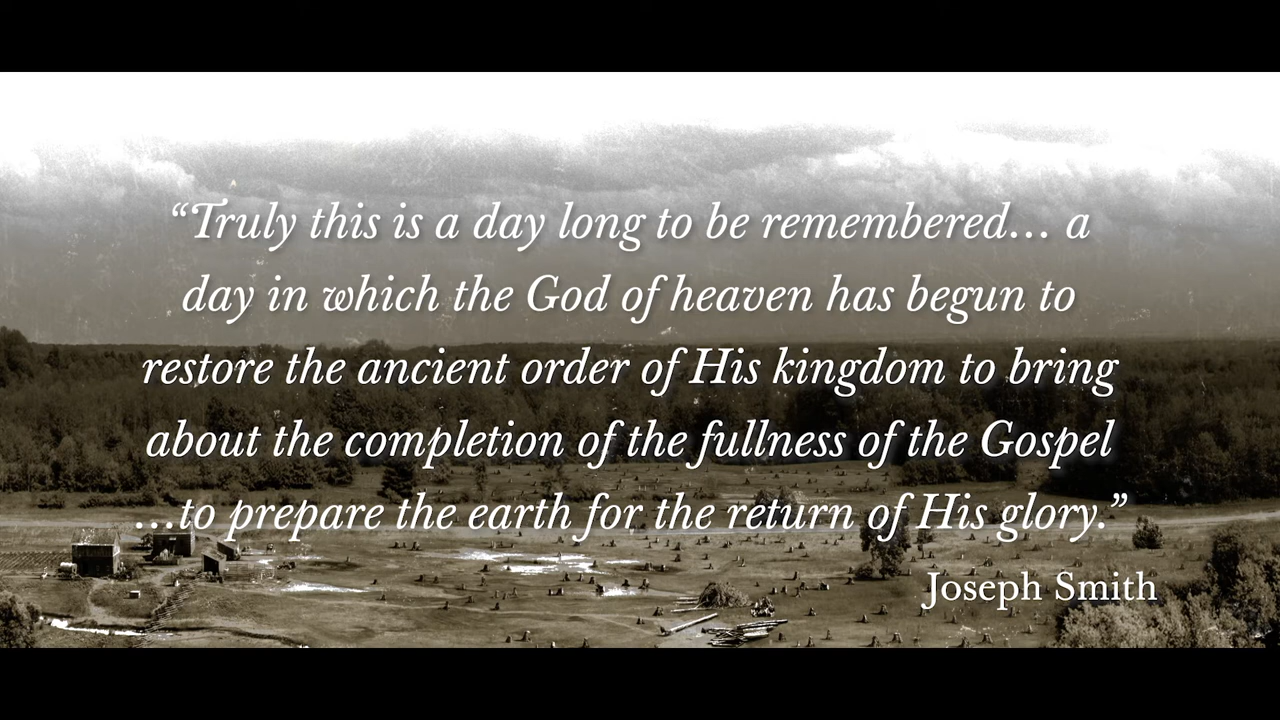 “Truly this is a day long to be remembered… a
day in which the God of heaven has begun to
restore the ancient order of His kingdom to bring
about the completion of the fullness of the Gospel
…to prepare the earth for the return of His glory.”
Joseph Smith